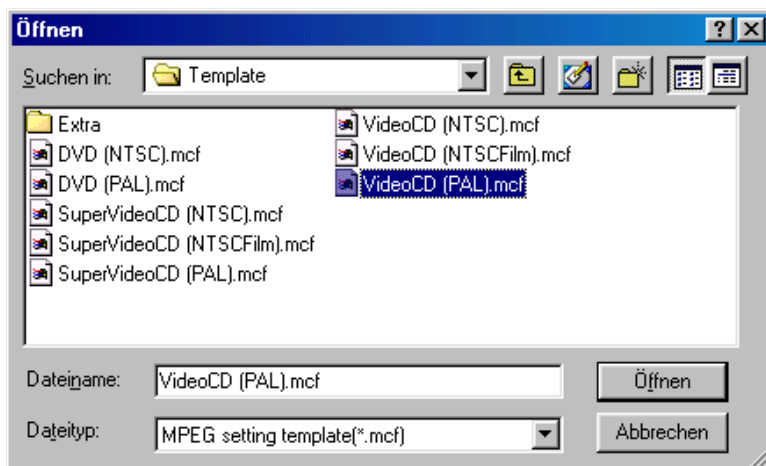 Öffnen
Suchen in: Template
Extra
DVD (NTSC).mcf
DVD (PAL).mcf
SuperVideoCD (NTSC).mcf
SuperVideoCD (NTSCFilm).mcf
SuperVideoCD (PAL).mcf
VideoCD (NTSC).mcf
VideoCD (NTSCFilm).mcf
VideoCD (PAL).mcf
Dateiname: VideoCD (PAL).mcf Öffnen
Dateityp: MPEG setting template(*.mcf) Abbrechen